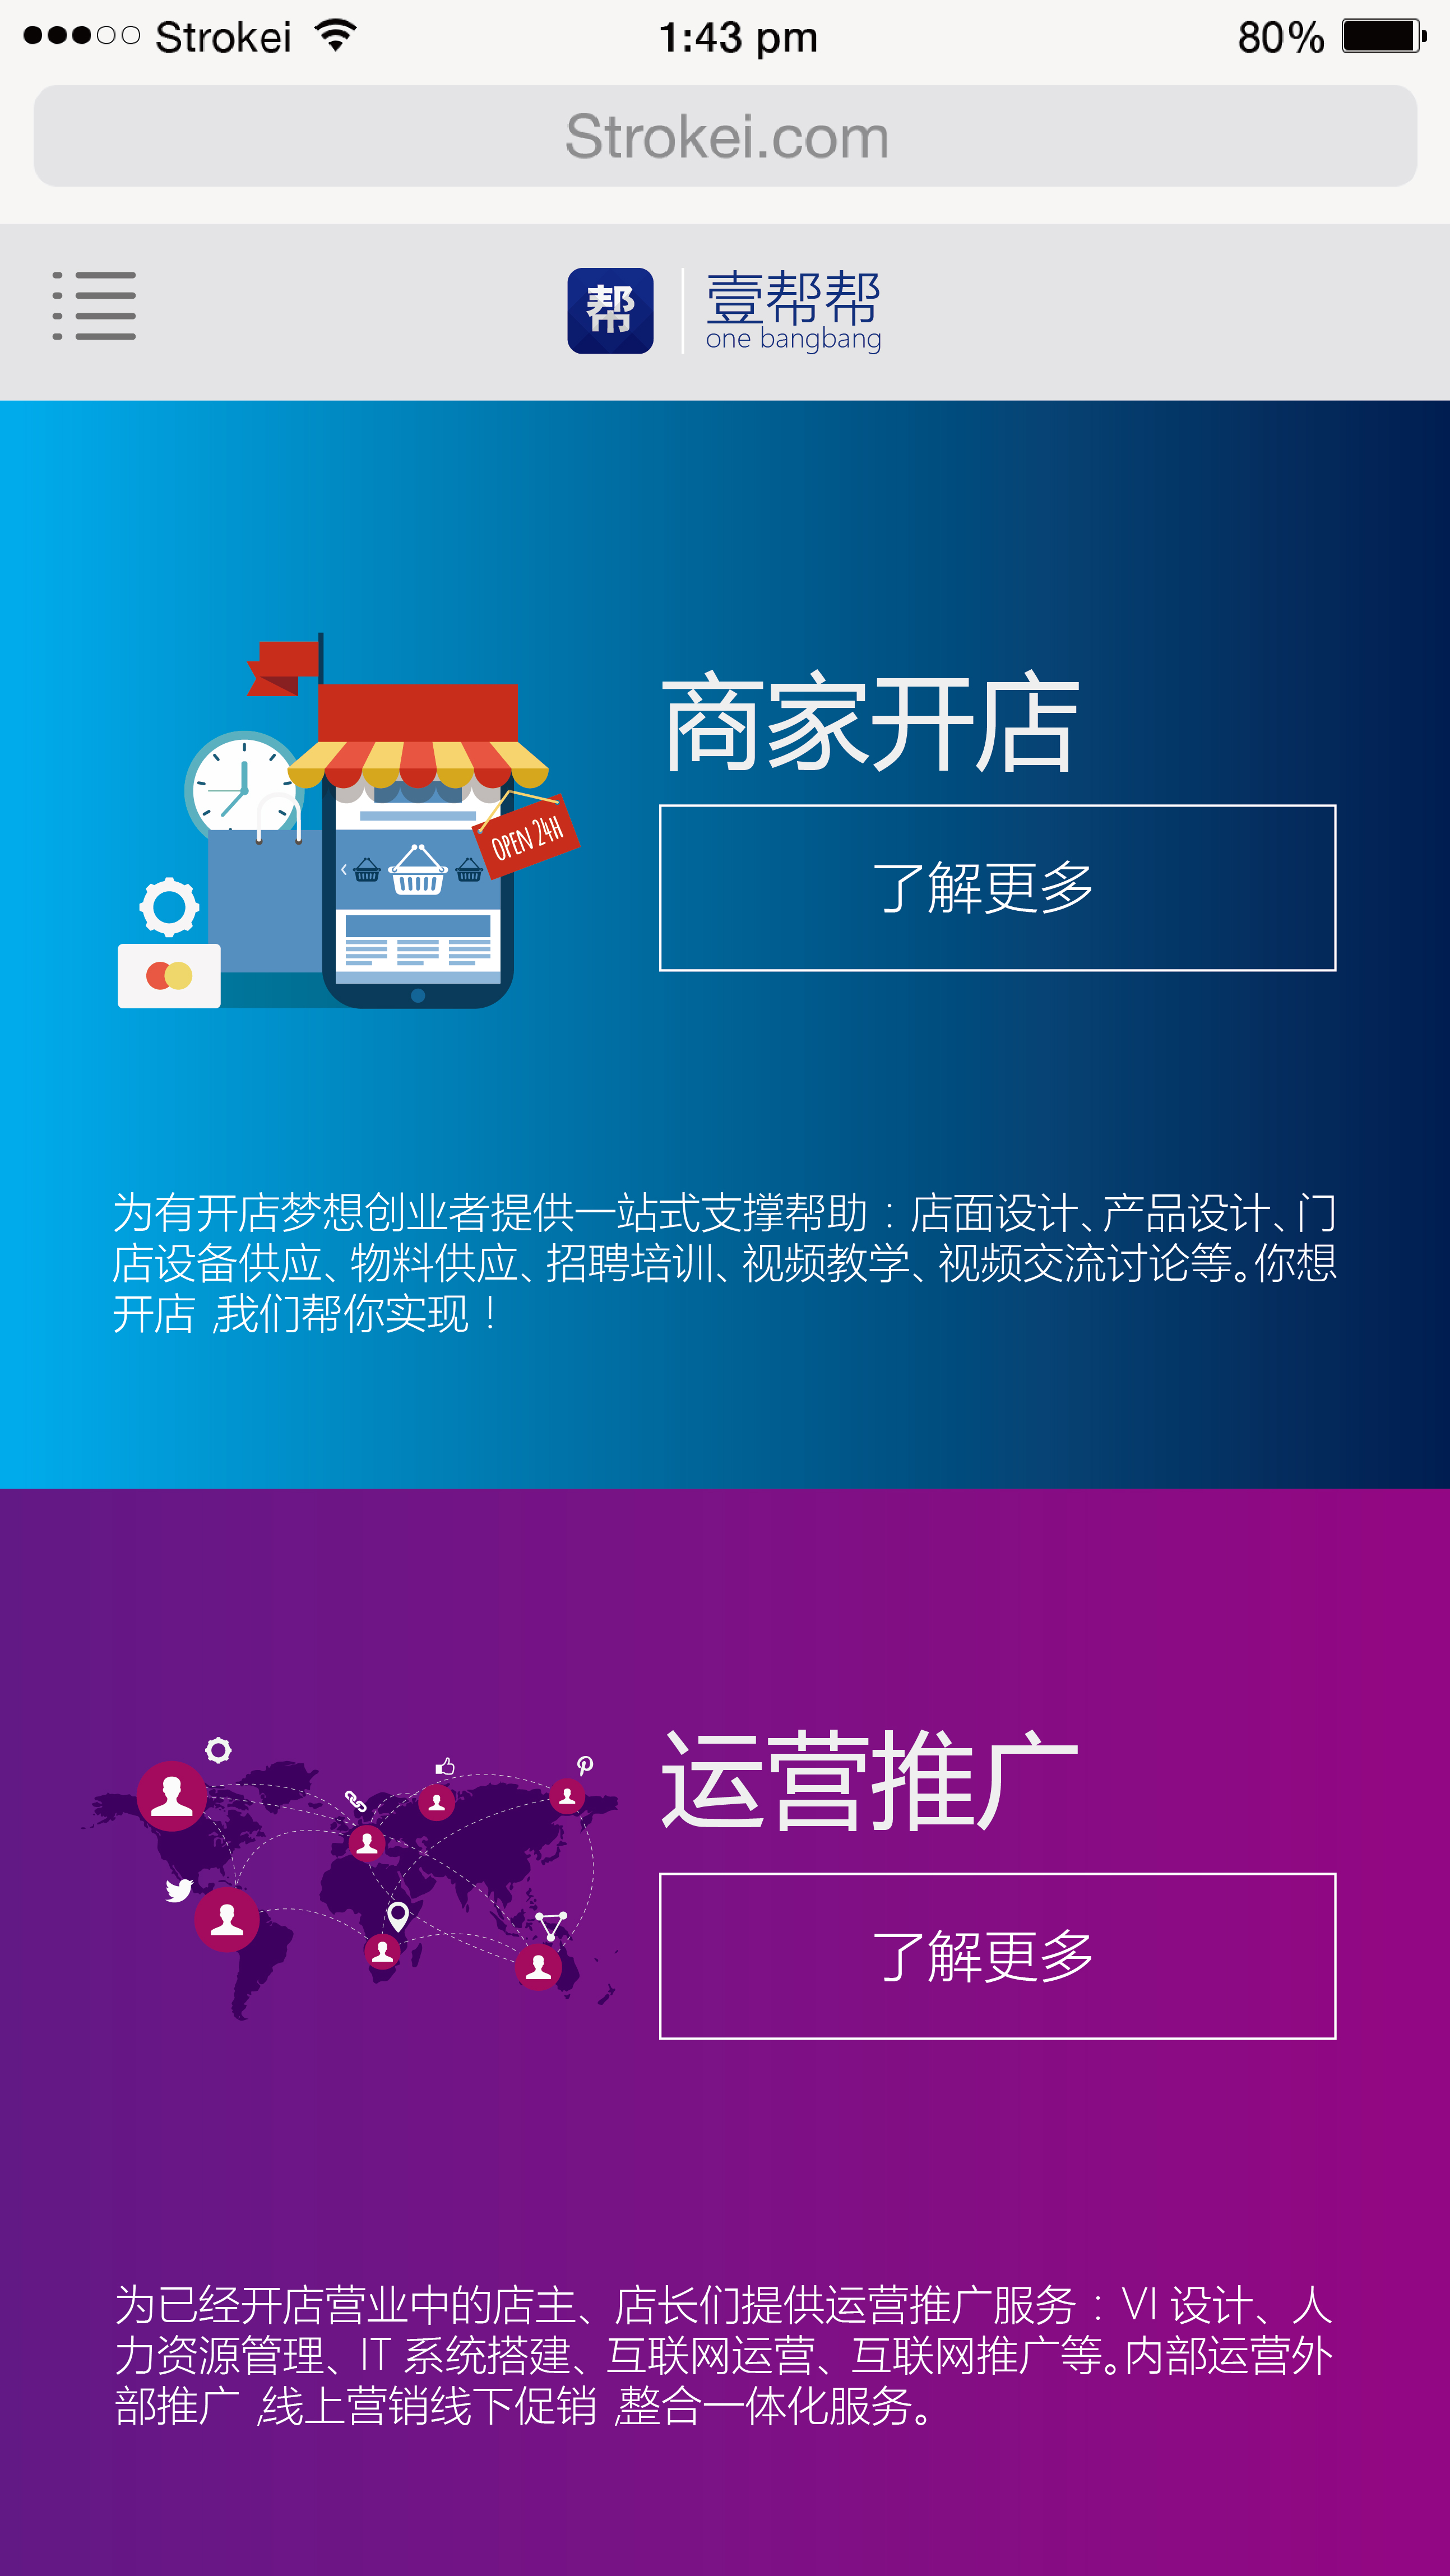 Strokei 1:43 pm 80%
Strokei.com
帮 壹帮帮
one bangbang
商家开店
OPEN 24H
了解更多
为有开店梦想创业者提供一站式支撑帮助：店面设计、产品设计、门
店设备供应、物料供应、招聘培训、视频教学、视频交流讨论等。你想
开店,我们帮你实现！
运营推广
了解更多
为已经开店营业中的店主、店长们提供运营推广服务：VI 设计、人
力资源管理、IT 系统搭建、互联网运营、互联网推广等。内部运营外
部推广,线上营销线下促销,整合一体化服务。